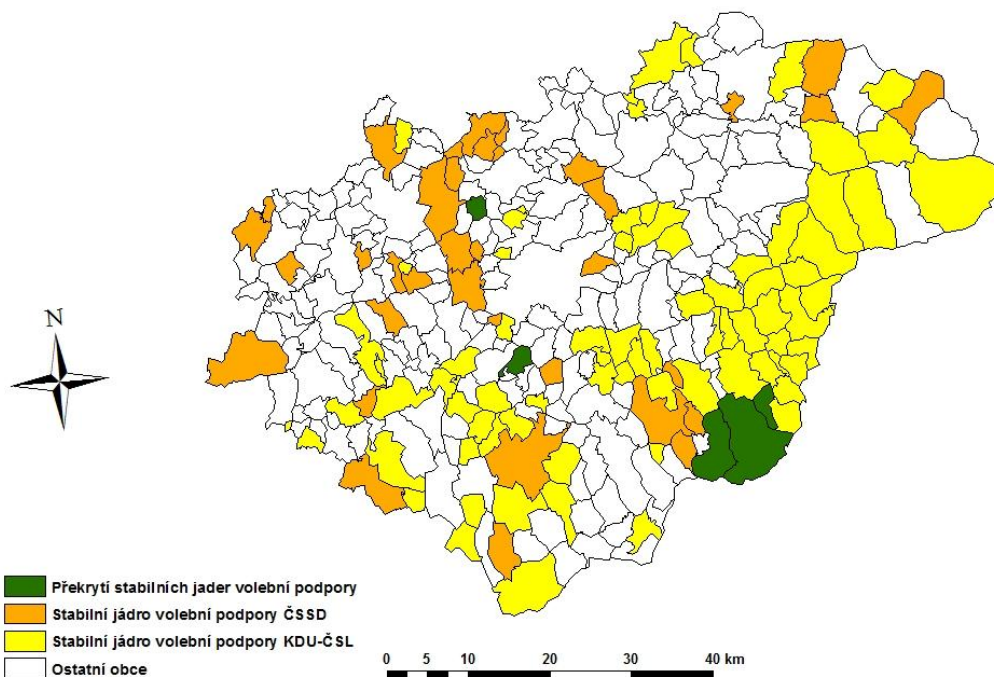 N
Překrytí stabilních jader volební podpory
Stabilní jádro volební podpory ČSSD
Stabilní jádro volební podpory KDU-ČSL
Ostatní obce
0 5 10 20 30 40 km